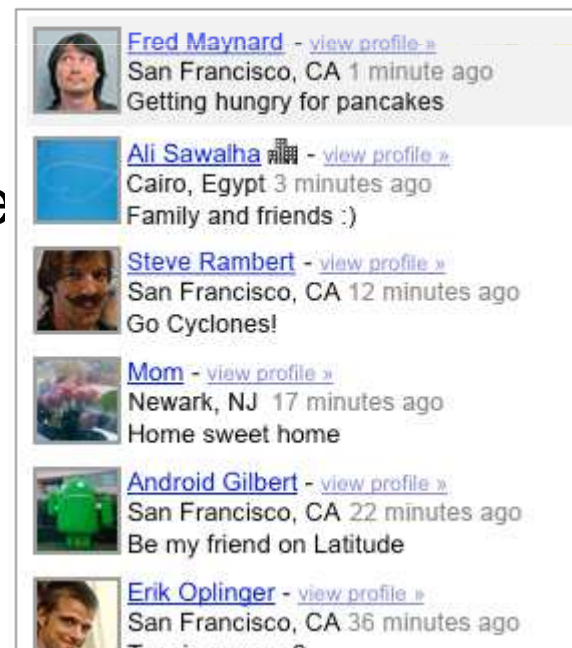 Fred Maynard - view profile »
San Francisco, CA 1 minute ago
Getting hungry for pancakes
Ali Sawalha - view profile »
Cairo, Egypt 3 minutes ago
Family and friends :)
Steve Rambert - view profile »
San Francisco, CA 12 minutes ago
Go Cyclones!
Mom - view profile »
Newark, NJ 17 minutes ago
Home sweet home
Android Gilbert - view profile »
San Francisco, CA 22 minutes ago
Be my friend on Latitude
Erik Oplinger - view profile »
San Francisco, CA 36 minutes ago